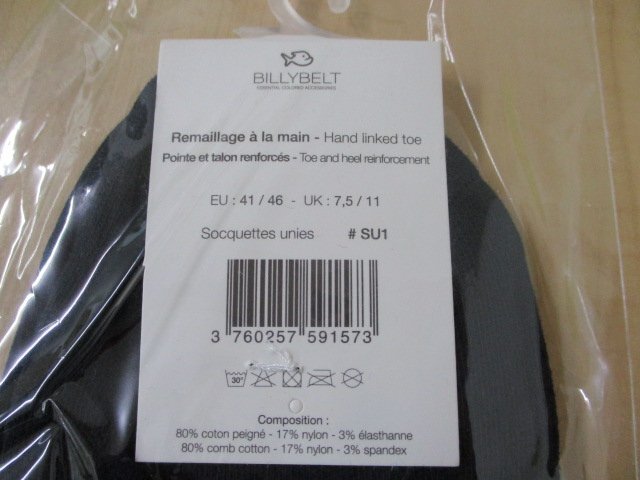 BILLYBELT
ESSENTIAL COLORED ACCESSORIES
Remaillage à la main - Hand linked toe
Pointe et talon renforcés - Toe and heel reinforcement
EU : 41 / 46 - UK : 7,5 / 11
Socquettes unies # SU1
3 760257 591573
30°
Composition :
80% coton peigné - 17% nylon - 3% élasthanne
80% comb cotton - 17% nylon - 3% spandex